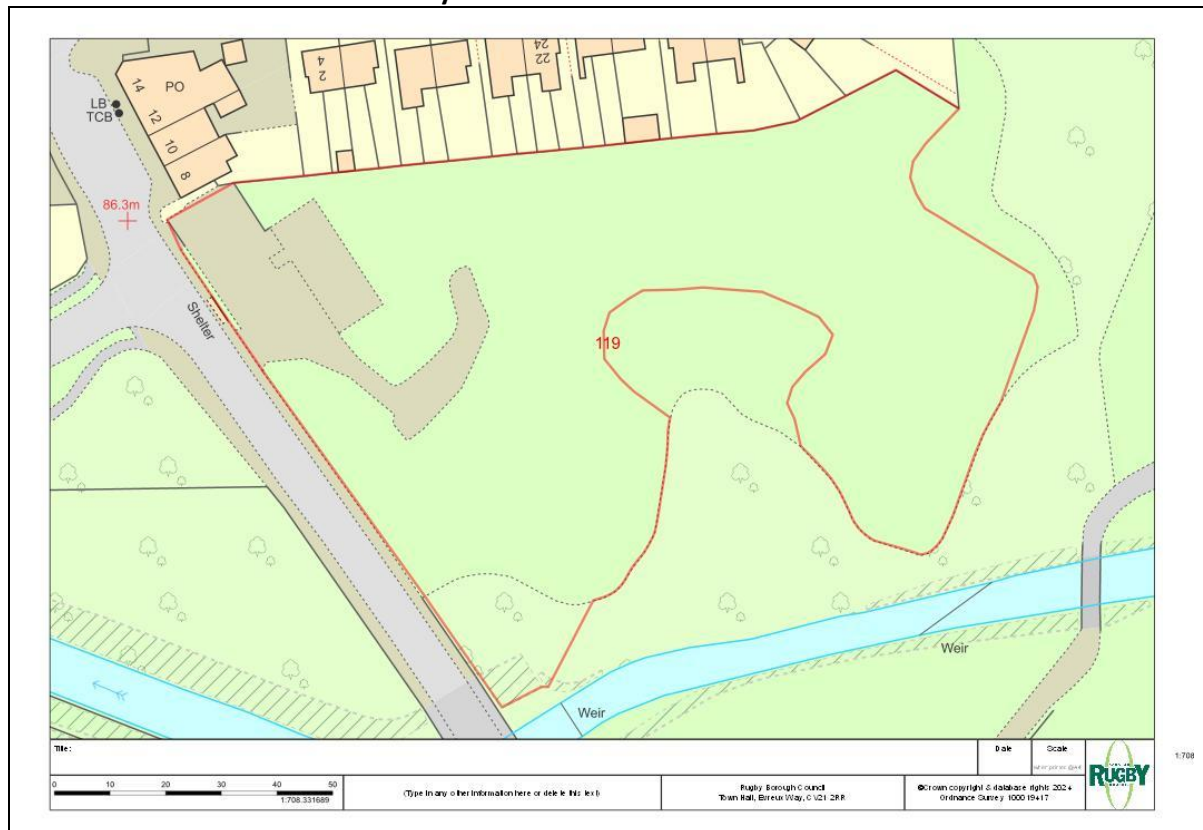 14
PO
LB
TCB
12
10
8
2
4
22
24
86.3m
Shelter
119
Weir
Weir
Title:
Date
Scale
0 10 20 30 40 50
1:708.331689
(Type in any other information here or delete this text)
Rugby Borough Council
Town Hall, Evreux Way, CV21 2RR
©Crown copyright & database rights 2024
Ordnance Survey 100019417
RUGBY
1:708